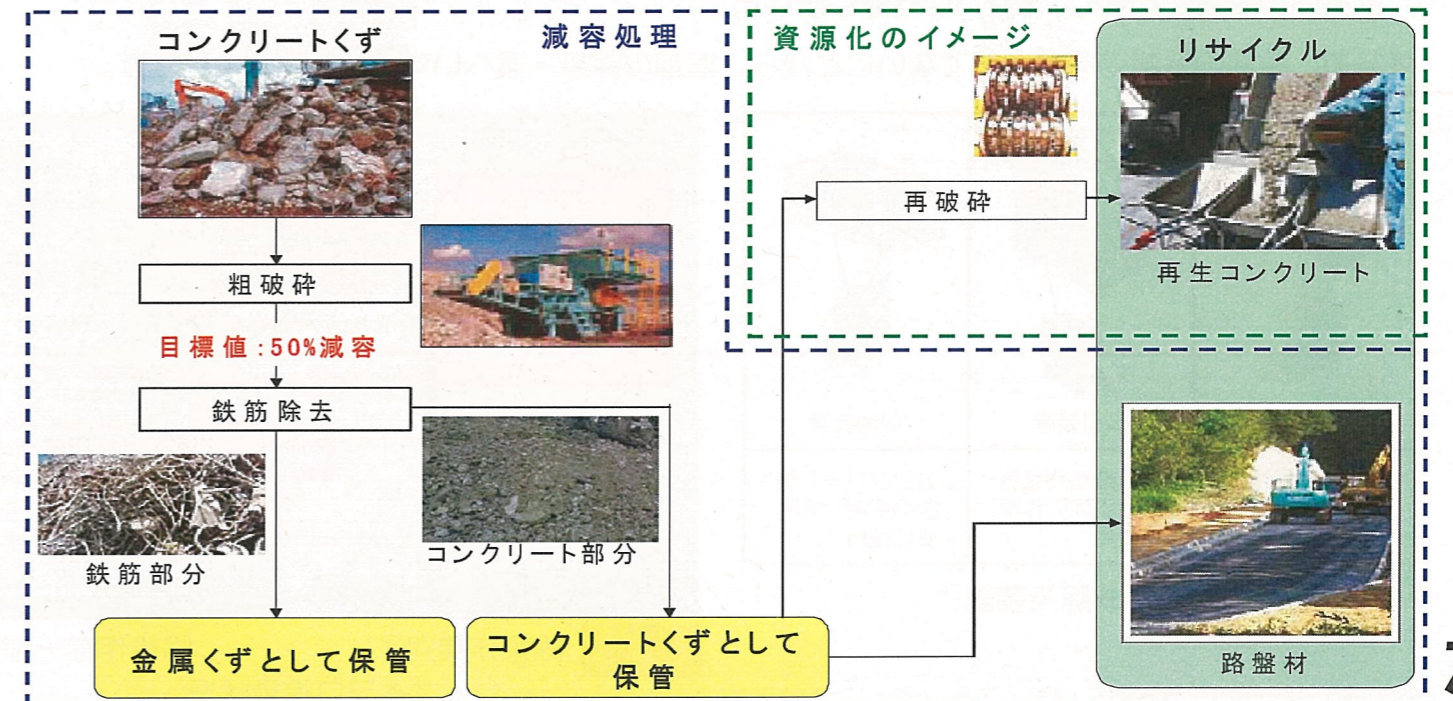 コンクリートくず
減容処理
粗破砕
目標値:50%減容
鉄筋除去
鉄筋部分
コンクリート部分
金属くずとして保管
コンクリートくずとして
保管
資源化のイメージ
再破砕
リサイクル
再生コンクリート
路盤材